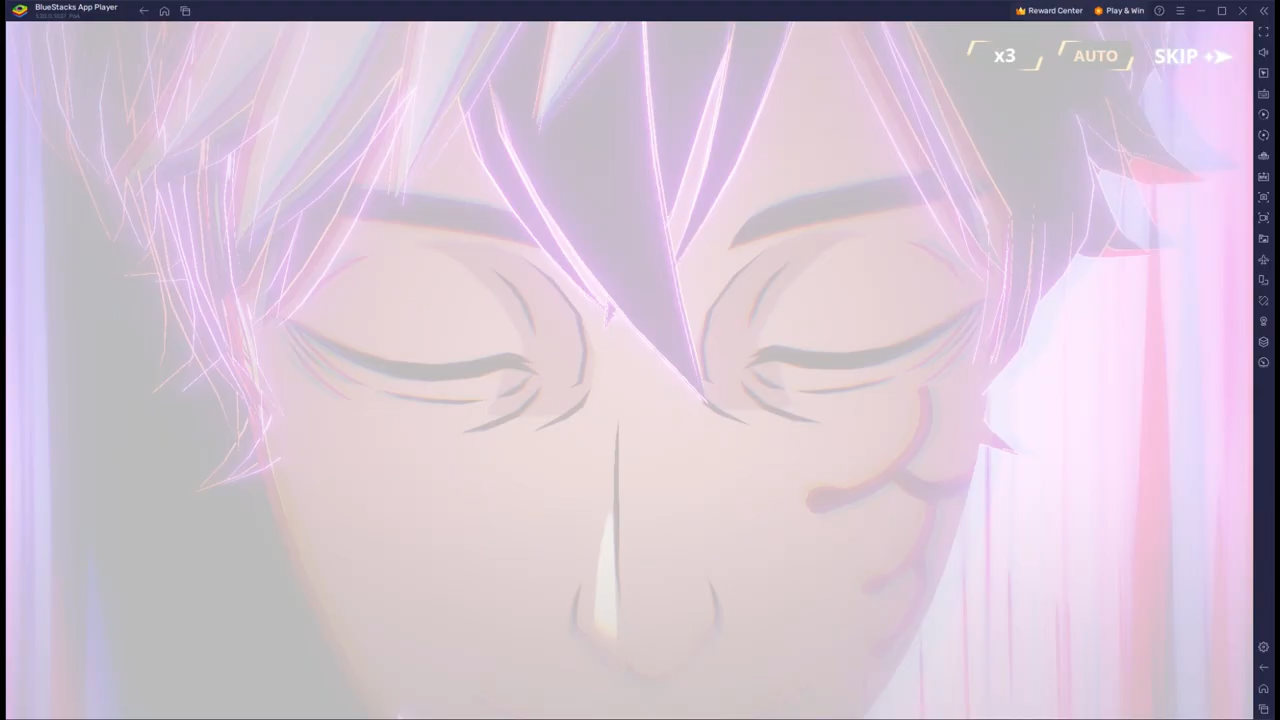 BlueStacks App Player
Reward Center
Play & Win
x3
AUTO
SKIP